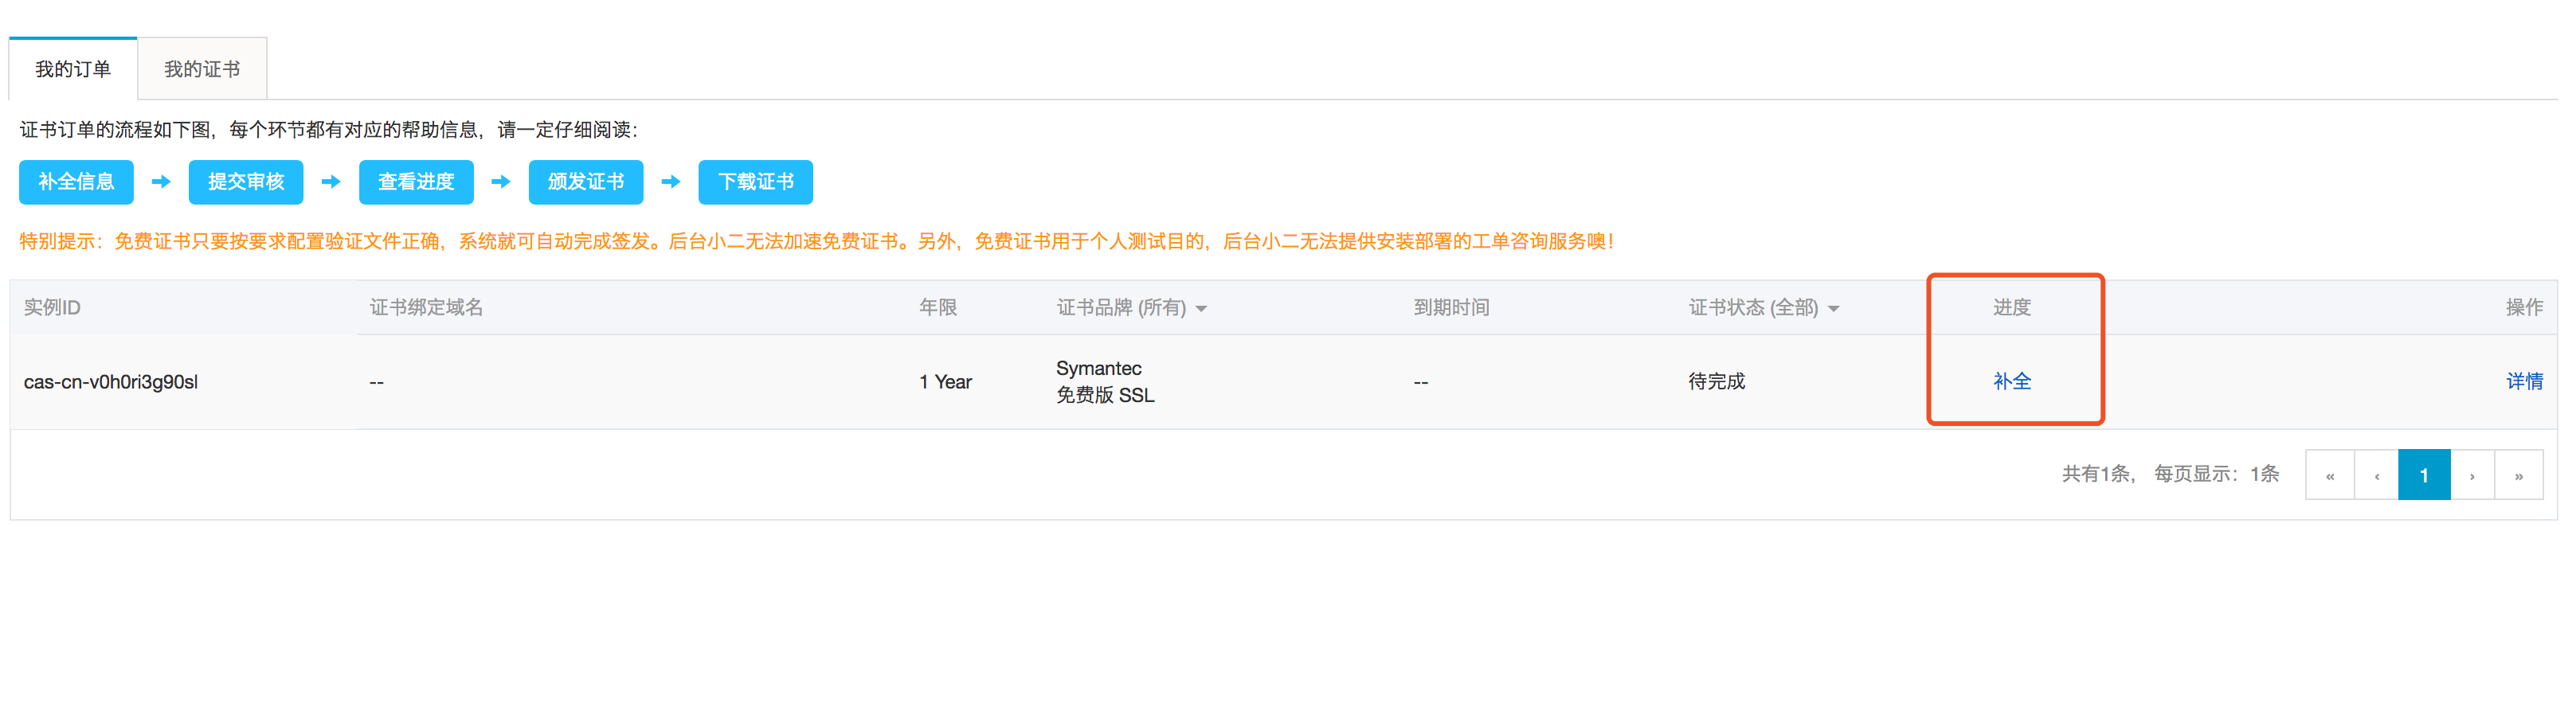 我的订单 我的证书
证书订单的流程如下图，每个环节都有对应的帮助信息，请一定仔细阅读：
补全信息 提交审核 查看进度 颁发证书 下载证书
特别提示：免费证书只要按要求配置验证文件正确，系统就可自动完成签发。后台小二无法加速免费证书。另外，免费证书用于个人测试目的，后台小二无法提供安装部署的工单咨询服务噢！
实例ID 证书绑定域名 年限 证书品牌 (所有) 到期时间 证书状态 (全部) 进度 操作
cas-cn-v0h0ri3g90sl -- 1 Year Symantec -- 待完成 补全 详情
免费版 SSL
共有1条， 每页显示：1条 « ‹ 1 › »